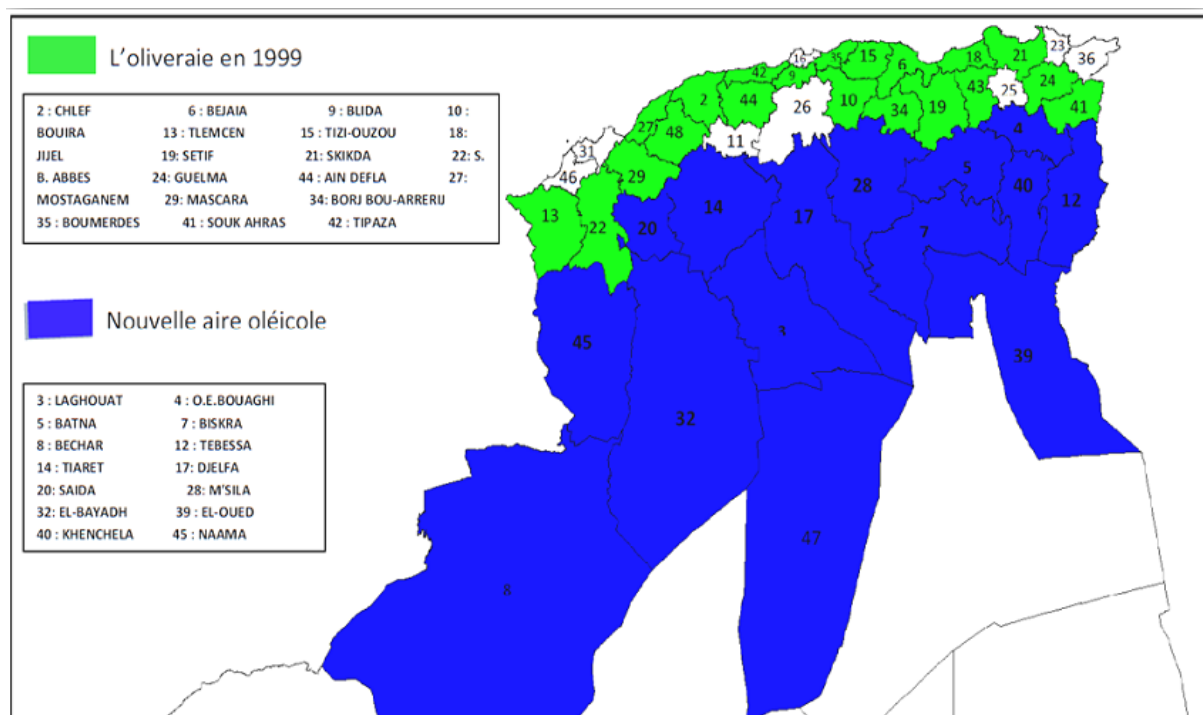 L'oliveraie en 1999
2 : CHLEF 6 : BEJAIA 9 : BLIDA 10 :
BOUIRA 13 : TLEMCEN 15 : TIZI-OUZOU 18 :
JIJEL 19: SETIF 21: SKIKDA 22: S.
B. ABBES 24: GUELMA 44 : AIN DEFLA 27:
MOSTAGANEM 29: MASCARA 34: BORJ BOU-ARRERIJ
35 : BOUMERDES 41 : SOUK AHRAS 42 : TIPAZA
Nouvelle aire oléicole
3 : LAGHOUAT 4 : O.E.BOUAGHI
5 : BATNA 7 : BISKRA
8 : BECHAR 12 : TEBESSA
14 : TIARET 17: DJELFA
20: SAIDA 28: M'SILA
32: EL-BAYADH 39 : EL-OUED
40 : KHENCHELA 45 : NAAMA
23
16 35 15 18 21 36
42 9 6
2 44 26 10 34 19 43 25 24 41
27 48 11 4
31
46 29 28 5 40 12
13 22 20 14 17 7
45 3 39
32
47
8